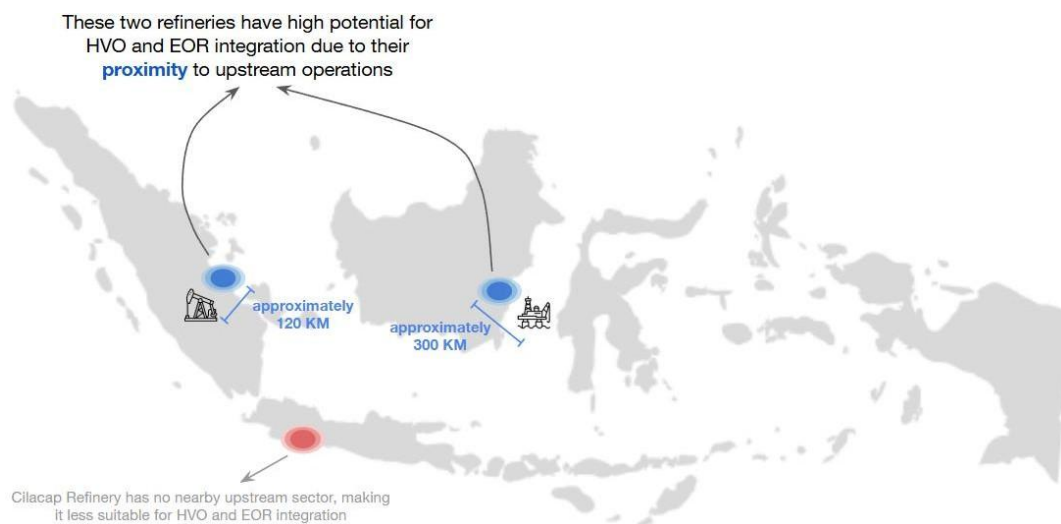 These two refineries have high potential for
HVO and EOR integration due to their
proximity to upstream operations
approximately
120 KM
approximately
300 KM
Cilacap Refinery has no nearby upstream sector, making
it less suitable for HVO and EOR integration